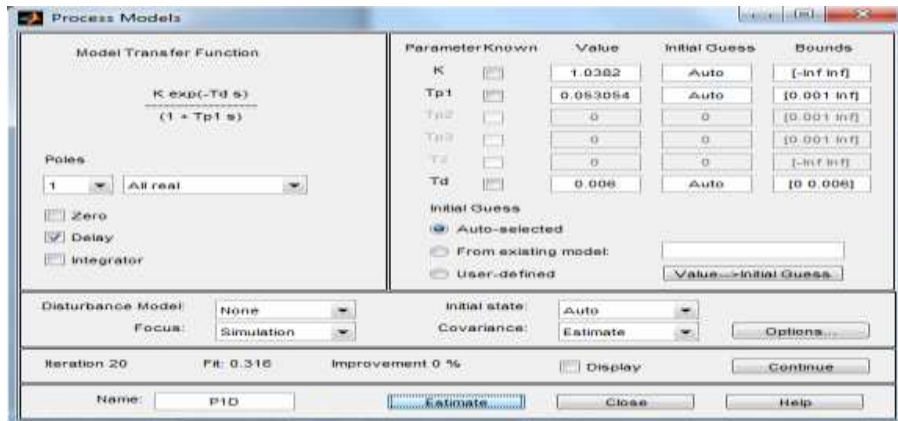 Process Models
Model Transfer Function
K exp(-Td s)
(1 + Tp1 s)
Poles
1 All real
Zero
Delay
Integrator
Parameter Known Value Initial Guess Bounds
K 1.0382 Auto [-Inf Inf]
Tp1 Auto [0.001 Inf]
Tp2 0 0 [0.001 Inf]
Tp3 0 0 [0.001 Inf]
Tz 0 0 [-Inf Inf]
Td 0.006 Auto [0 0.006]
Initial Guess
Auto-selected
From existing model:
User-defined Value-->Initial Guess
Disturbance Model: None Initial state: Auto
Focus: Simulation Covariance: Estimate Options...
Iteration 20 Fit: 0.316 Improvement 0 % Display Continue
Name: P1D Estimate Close Help